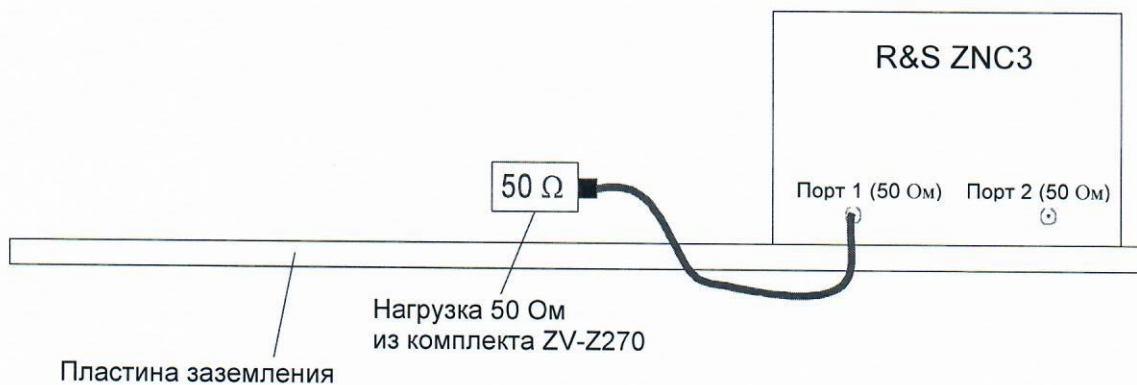 R&S ZNC3
50 Ω
Порт 1 (50 Ом)
Порт 2 (50 Ом)
Нагрузка 50 Ом
из комплекта ZV-Z270
Пластина заземления